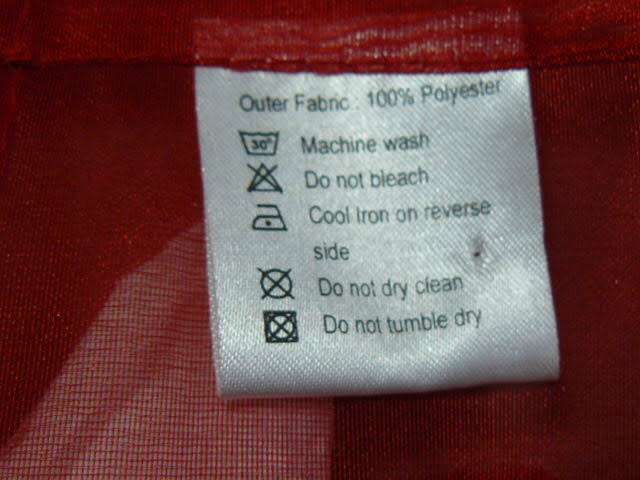 Outer Fabric : 100% Polyester
30° Machine wash
Do not bleach
Cool Iron on reverse
side
Do not dry clean
Do not tumble dry